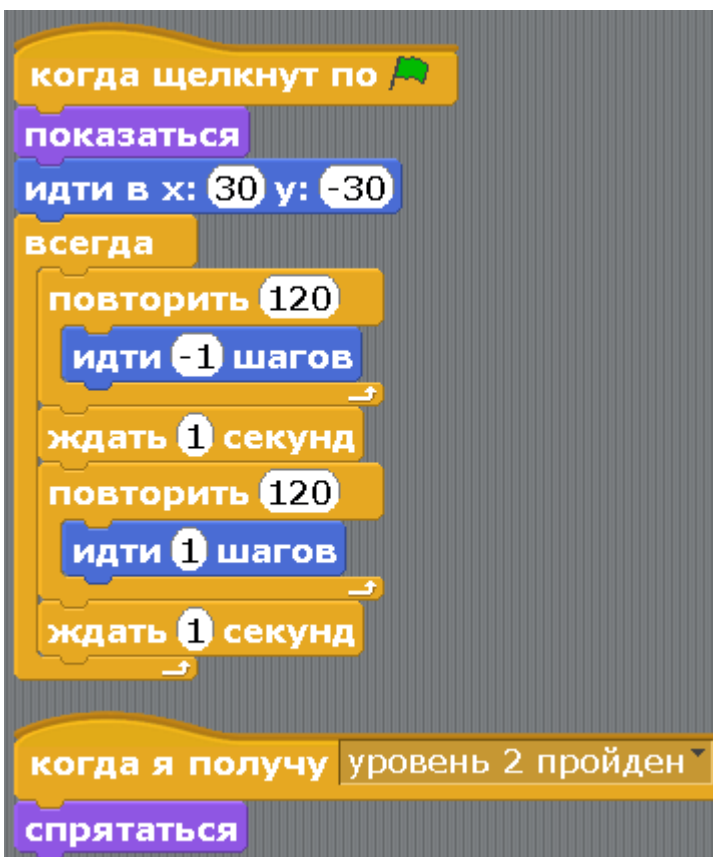 когда щелкнут по
показаться
идти в x: 30 у: -30
всегда
повторить 120
идти -1 шагов
ждать 1 секунд
повторить 120
идти 1 шагов
ждать 1 секунд
когда я получу уровень 2 пройден
спрятаться